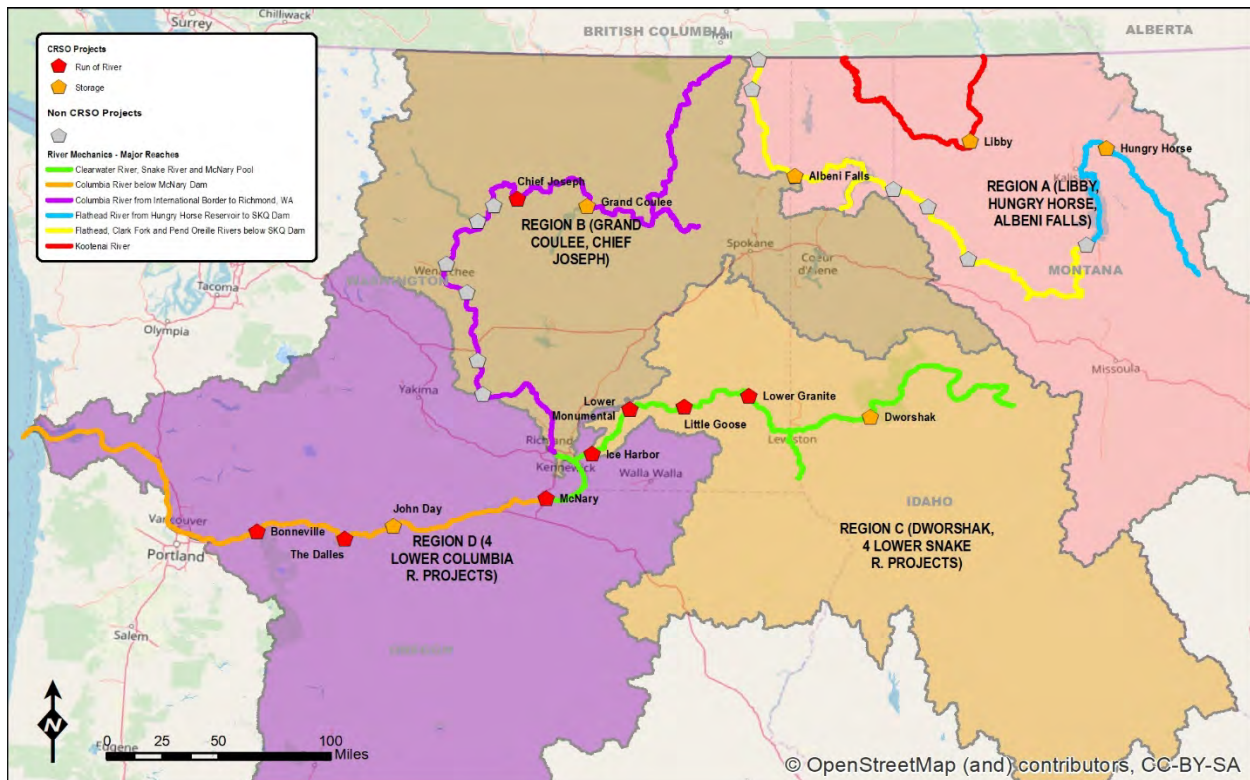 Surrey
Chilliwack
BRITISH COLUMBIA
Trail
ALBERTA
CRSO Projects
Run of River
Storage
Non CRSO Projects
River Mechanics - Major Reaches
Clearwater River, Snake River and McNary Pool
Columbia River below McNary Dam
Columbia River from International Border to Richmond, WA
Flathead River from Hungry Horse Reservoir to SKQ Dam
Flathead, Clark Fork and Pend Oreille Rivers below SKQ Dam
Kootenai River
Libby
Hungry Horse
Albeni Falls
REGION A (LIBBY,
HUNGRY HORSE,
ALBENI FALLS)
Chief Joseph
Grand Coulee
REGION B (GRAND
COULEE, CHIEF
JOSEPH)
Spokane
Coeur
d'Alene
MONTANA
WASHINGTON
Tacoma
Olympia
Missoula
Yakima
Lower
Monumental
Lower Granite
Little Goose
Dworshak
Lewiston
Richland
Ice Harbor
Kennewick
Walla Walla
McNary
IDAHO
John Day
Bonneville
The Dalles
Vancouver
Portland
REGION D (4
LOWER COLUMBIA
R. PROJECTS)
REGION C (DWORSHAK,
4 LOWER SNAKE
R. PROJECTS)
Salem
N
0 25 50 100
Miles
Eugene
© OpenStreetMap (and) contributors, CC-BY-SA